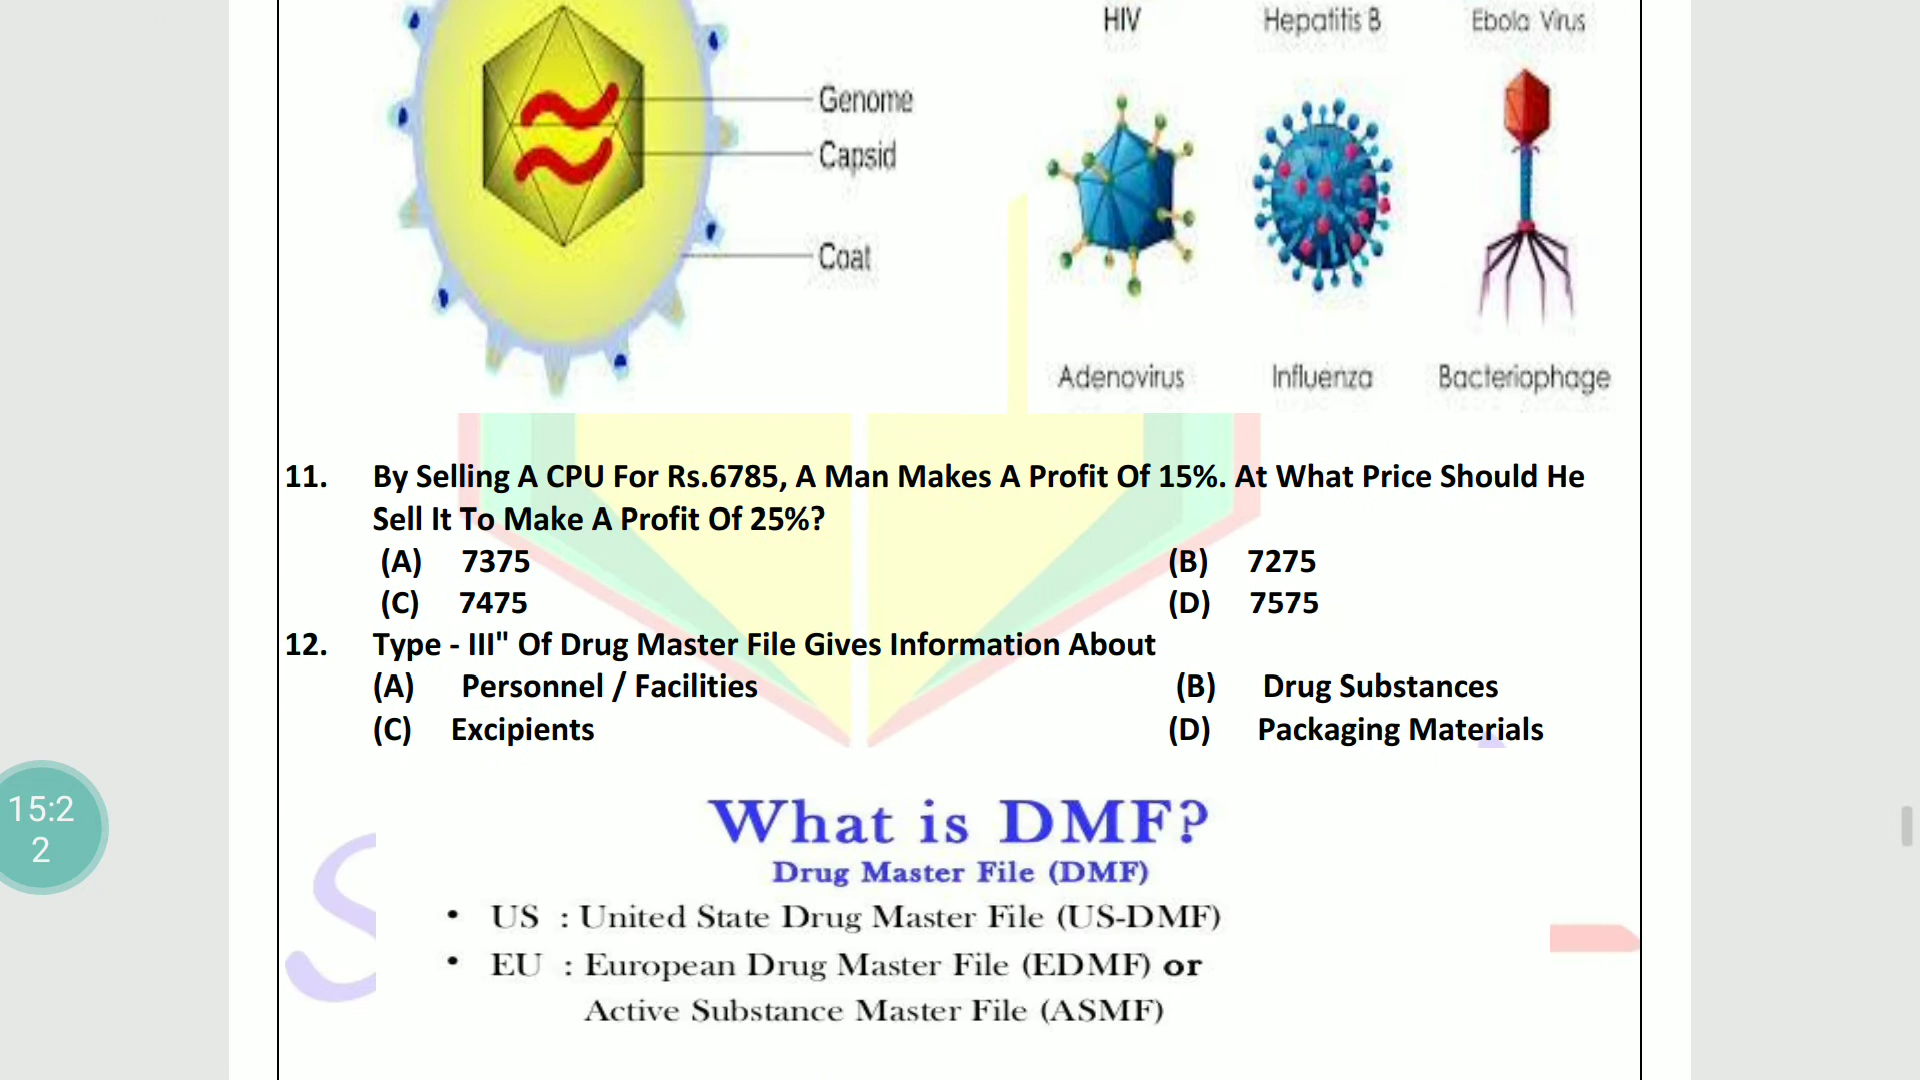 HIV Hepatitis B Ebola Virus
Genome
Capsid
Coat
Adenovirus Influenza Bacteriophage
11. By Selling A CPU For Rs.6785, A Man Makes A Profit Of 15%. At What Price Should He
Sell It To Make A Profit Of 25%?
(A) 7375 (B) 7275
(C) 7475 (D) 7575
12. Type - III" Of Drug Master File Gives Information About
(A) Personnel / Facilities (B) Drug Substances
(C) Excipients (D) Packaging Materials
15:2
2
What is DMF?
Drug Master File (DMF)
• US : United State Drug Master File (US-DMF)
• EU : European Drug Master File (EDMF) or
Active Substance Master File (ASMF)